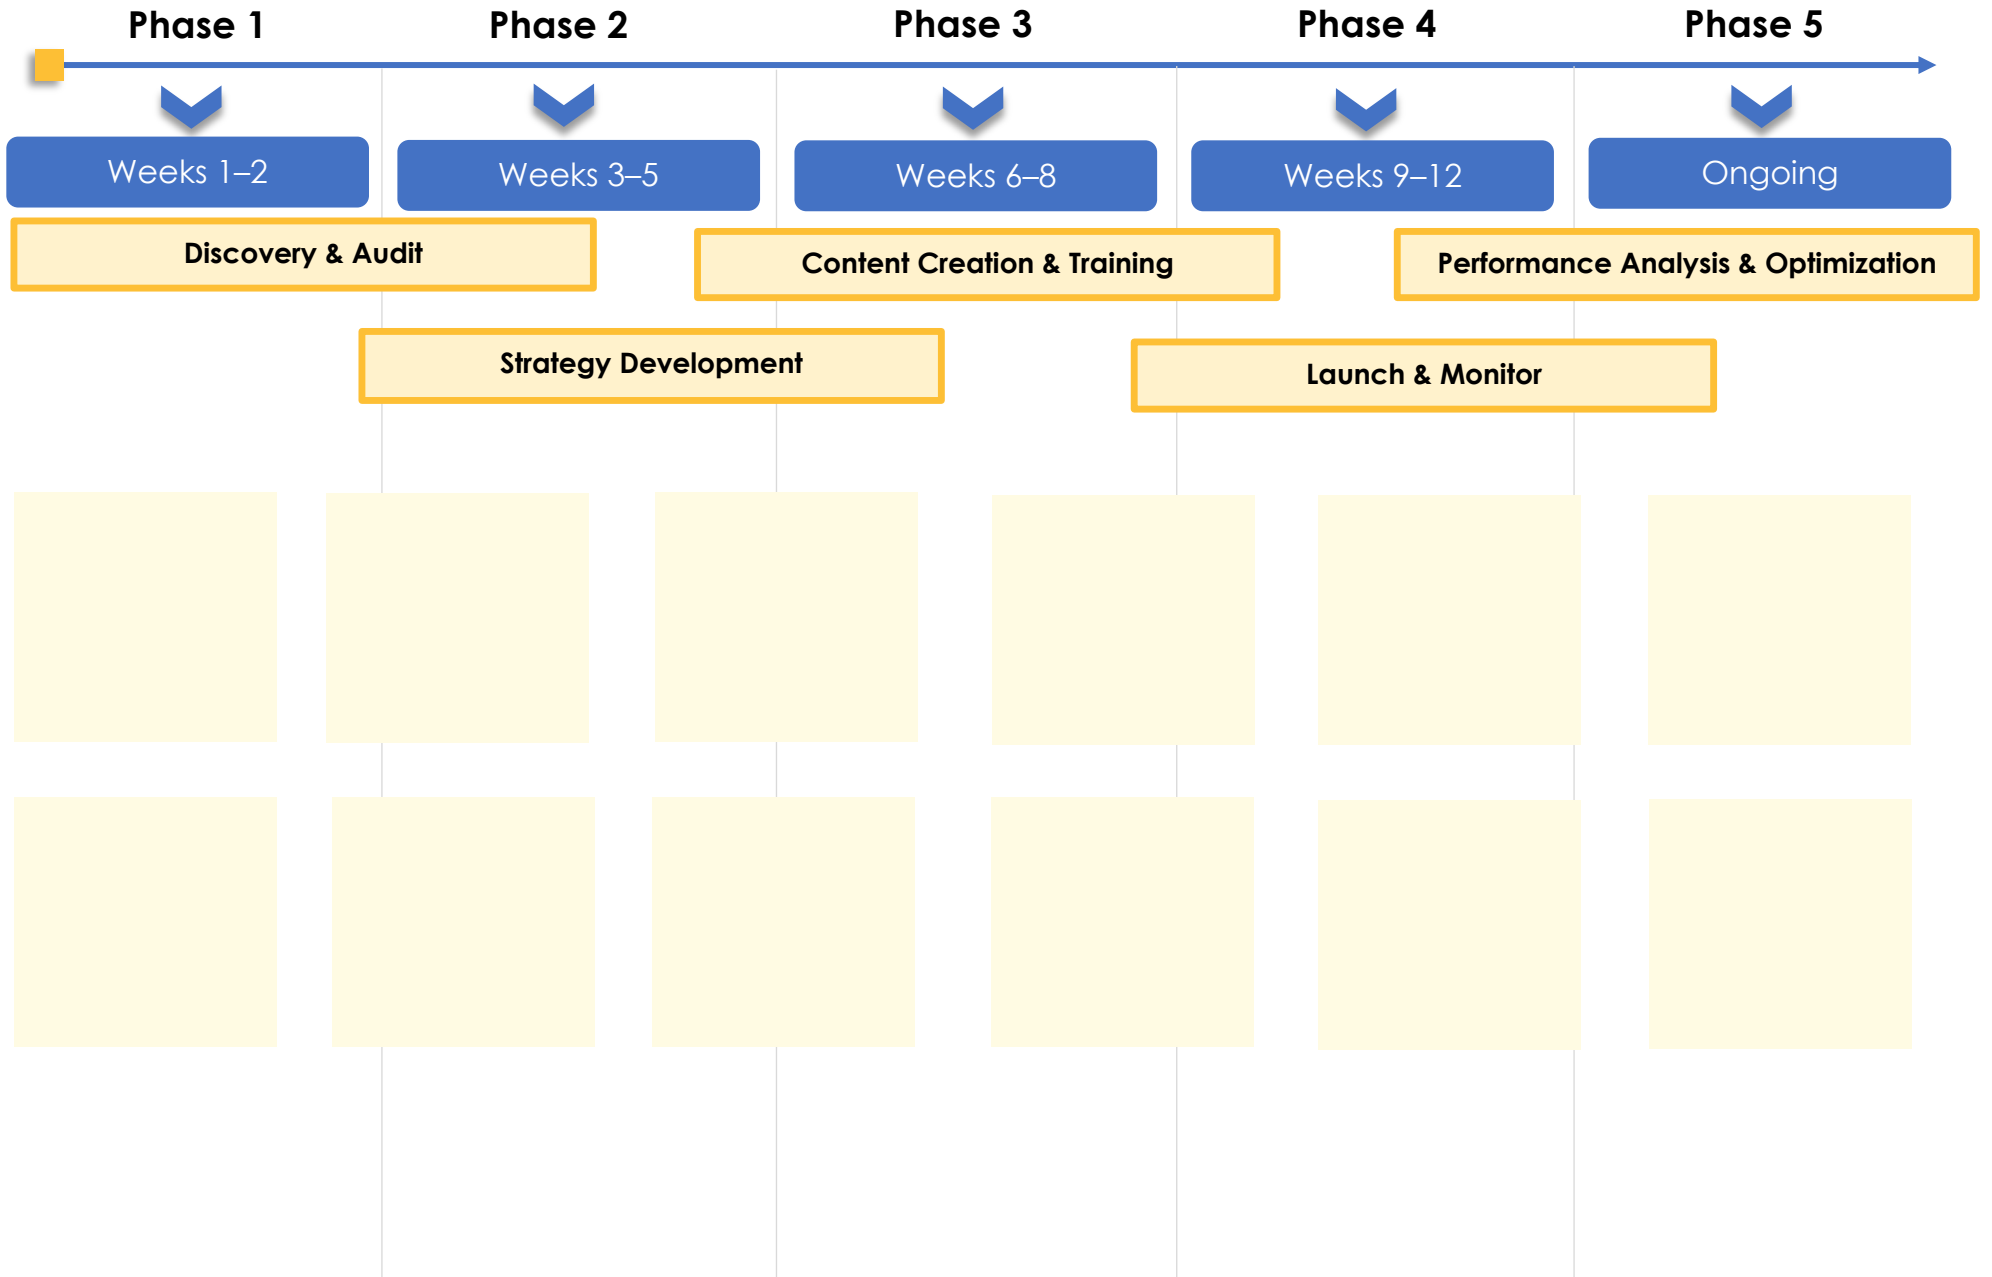 Phase 1
Phase 2
Phase 3
Phase 4
Phase 5
Weeks 1–2
Weeks 3–5
Weeks 6–8
Weeks 9–12
Ongoing
Discovery & Audit
Content Creation & Training
Performance Analysis & Optimization
Strategy Development
Launch & Monitor